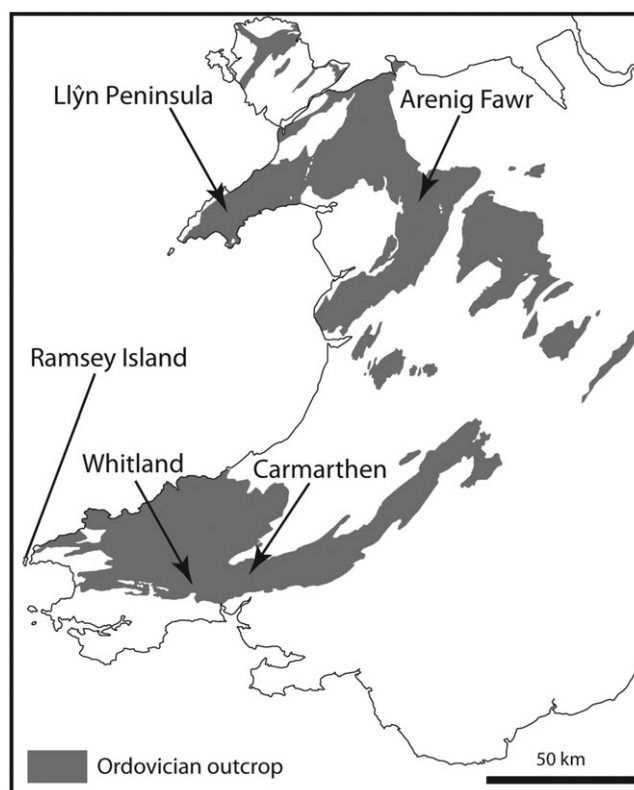 Llŷn Peninsula
Arenig Fawr
Ramsey Island
Whitland
Carmarthen
Ordovician outcrop
50 km